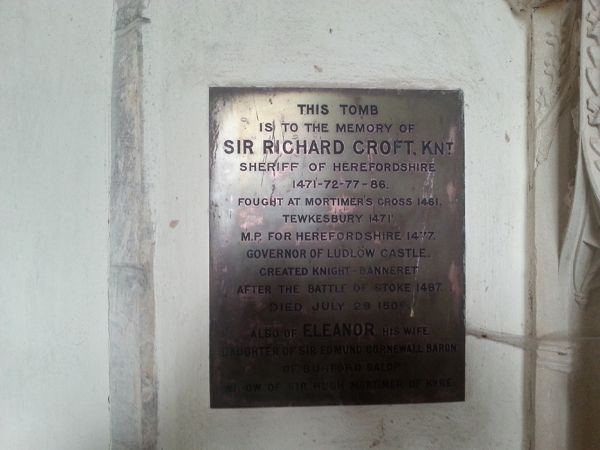 THIS TOMB
IS TO THE MEMORY OF
SIR RICHARD CROFT, KNT
SHERIFF OF HEREFORDSHIRE
1471-72-77-86.
FOUGHT AT MORTIMER'S CROSS 1461.
TEWKESBURY 1471.
M.P. FOR HEREFORDSHIRE 1477.
GOVERNOR OF LUDLOW CASTLE.
CREATED KNIGHT-BANNERET
AFTER THE BATTLE OF STOKE 1487.
DIED JULY 29 1509
ALSO OF ELEANOR HIS WIFE
DAUGHTER OF SIR EDMUND CORNEWALL BARON
OF BURFORD SALOP
WIDOW OF SIR HUGH MORTIMER OF KYRE